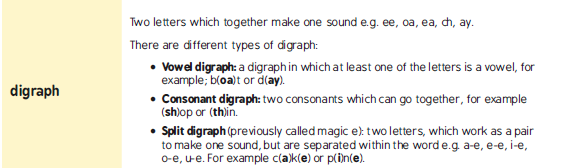 Two letters which together make one sound e.g. ee, oa, ea, ch, ay.
There are different types of digraph:
• Vowel digraph: a digraph in which at least one of the letters is a vowel, for
example; b(oa)t or d(ay).
digraph
• Consonant digraph: two consonants which can go together, for example
(sh)op or (th)in.
• Split digraph (previously called magic e): two letters, which work as a pair
to make one sound, but are separated within the word e.g. a-e, e-e, i-e,
o-e, u-e. For example c(a)k(e) or p(i)n(e).